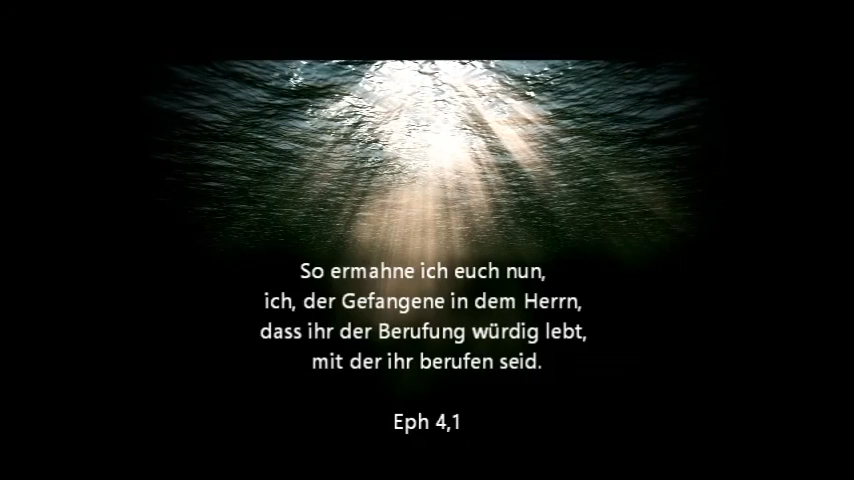 So ermahne ich euch nun,
ich, der Gefangene in dem Herrn,
dass ihr der Berufung würdig lebt,
mit der ihr berufen seid.
Eph 4,1